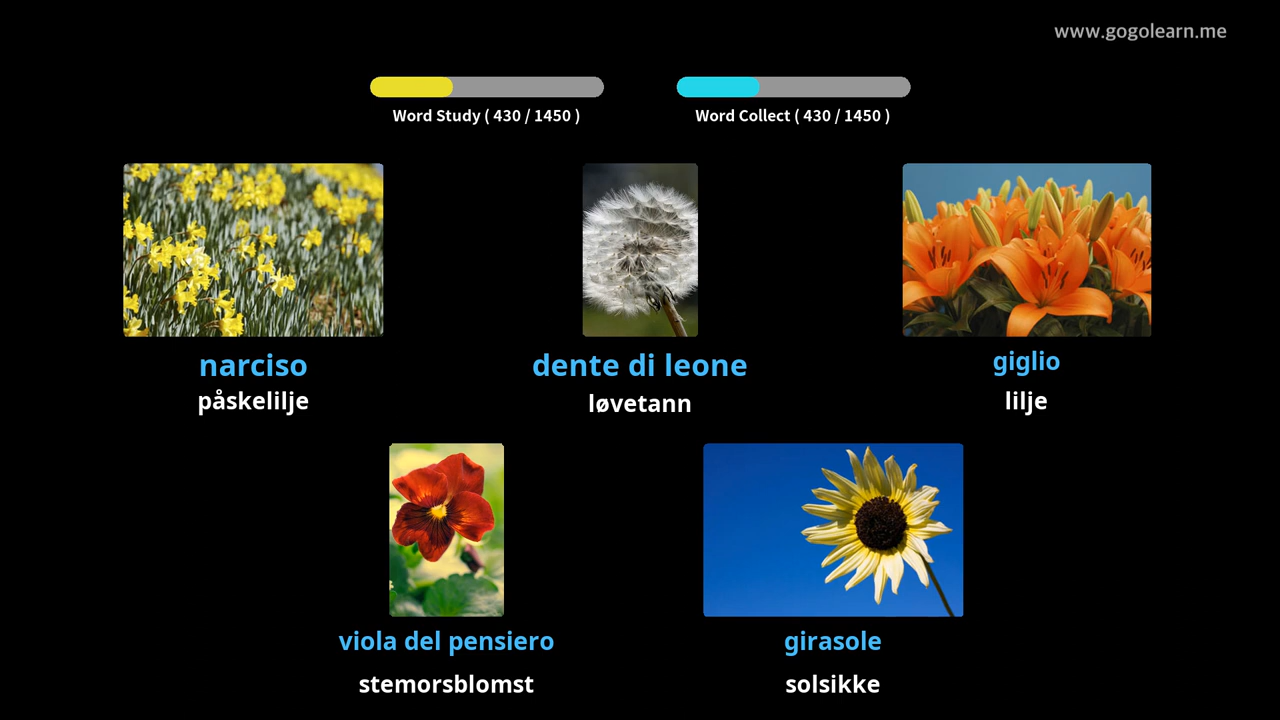 www.gogolearn.me
Word Study ( 430 / 1450 )
Word Collect ( 430 / 1450 )
narciso
påskelilje
dente di leone
løvetann
giglio
lilje
viola del pensiero
stemorsblomst
girasole
solsikke